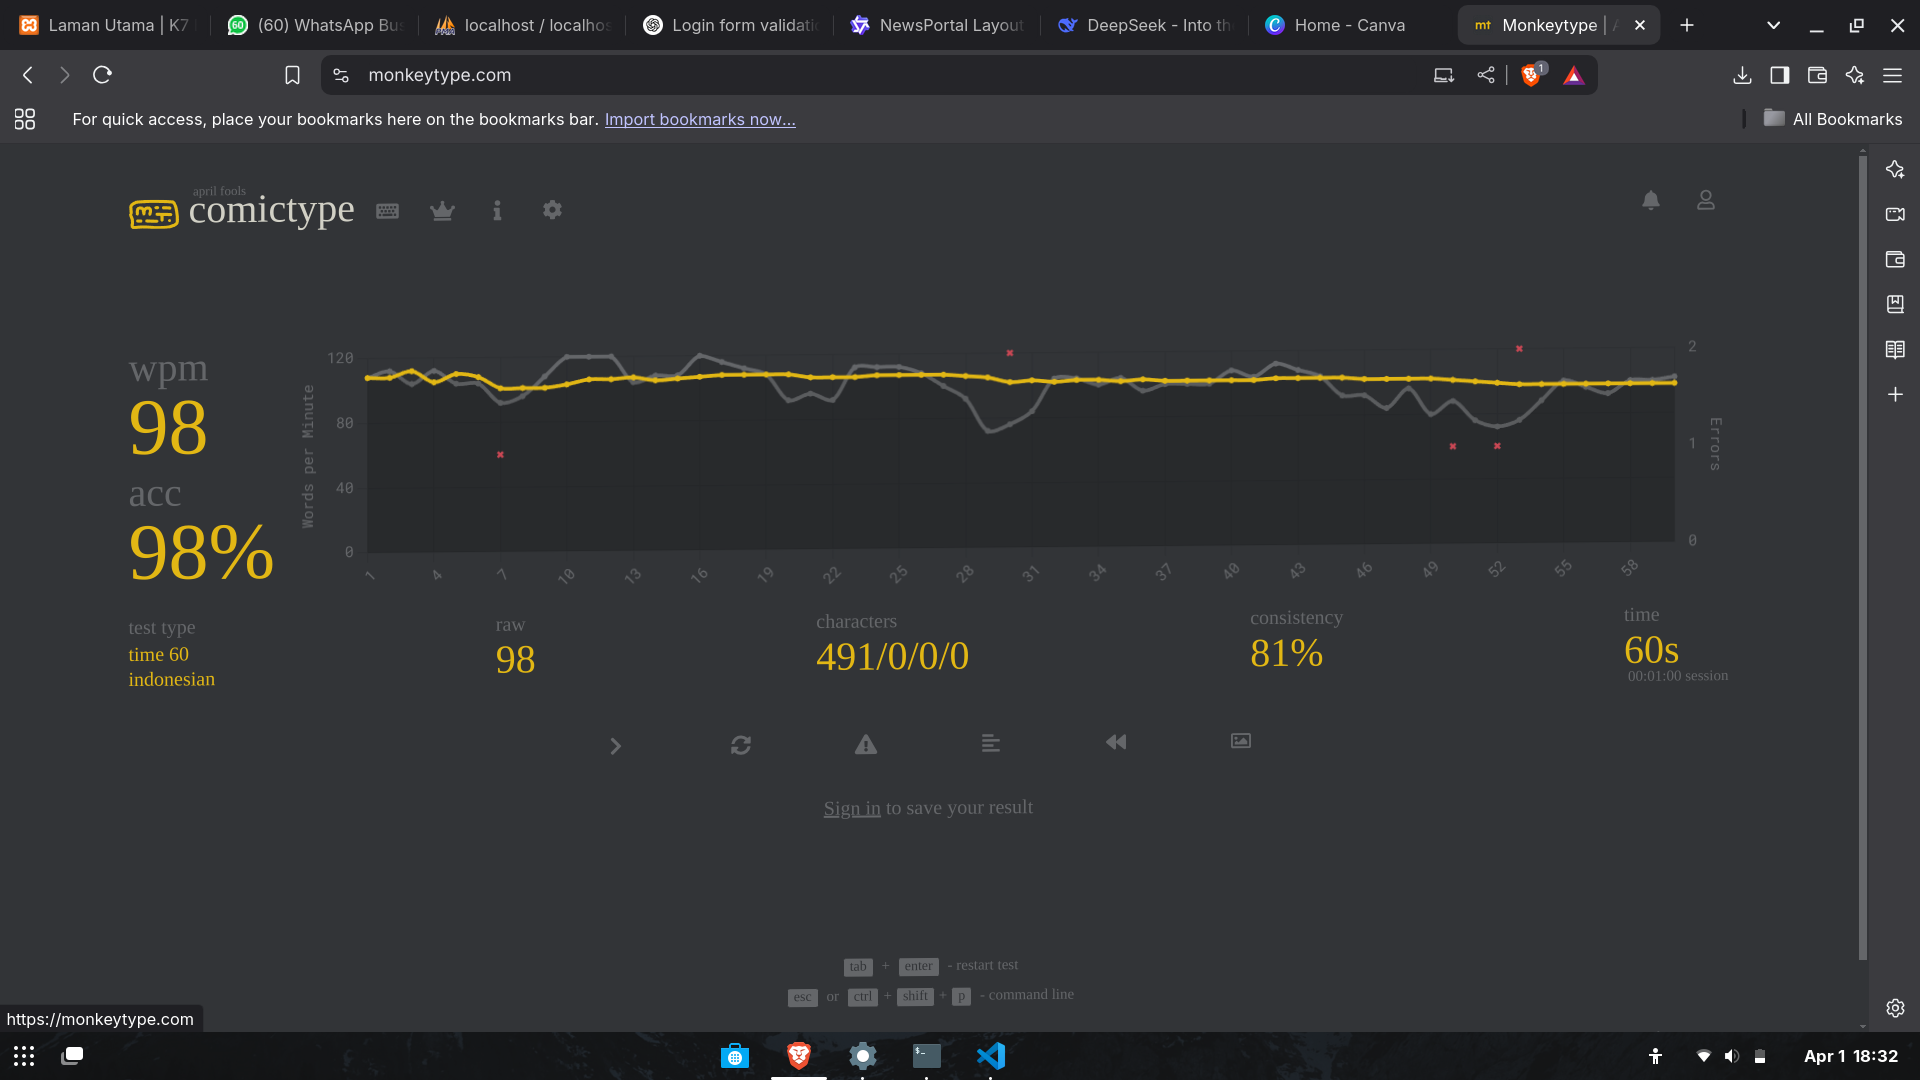 Laman Utama | K7
(60) WhatsApp Bus
localhost / localhos
Login form validati
NewsPortal Layout
DeepSeek - Into th
Home - Canva
Monkeytype |
monkeytype.com
1
For quick access, place your bookmarks here on the bookmarks bar. Import bookmarks now...
All Bookmarks
april fools
comictype
wpm
98
acc
98%
Words per Minute
120
80
40
0
2
1
0
Errors
1 4 7 10 13 16 19 22 25 28 31 34 37 40 43 46 49 52 55 58
test type
time 60
indonesian
raw
98
characters
491/0/0/0
consistency
81%
time
60s
00:01:00 session
Sign in to save your result
tab + enter - restart test
esc or ctrl + shift + p - command line
https://monkeytype.com
Apr 1 18:32